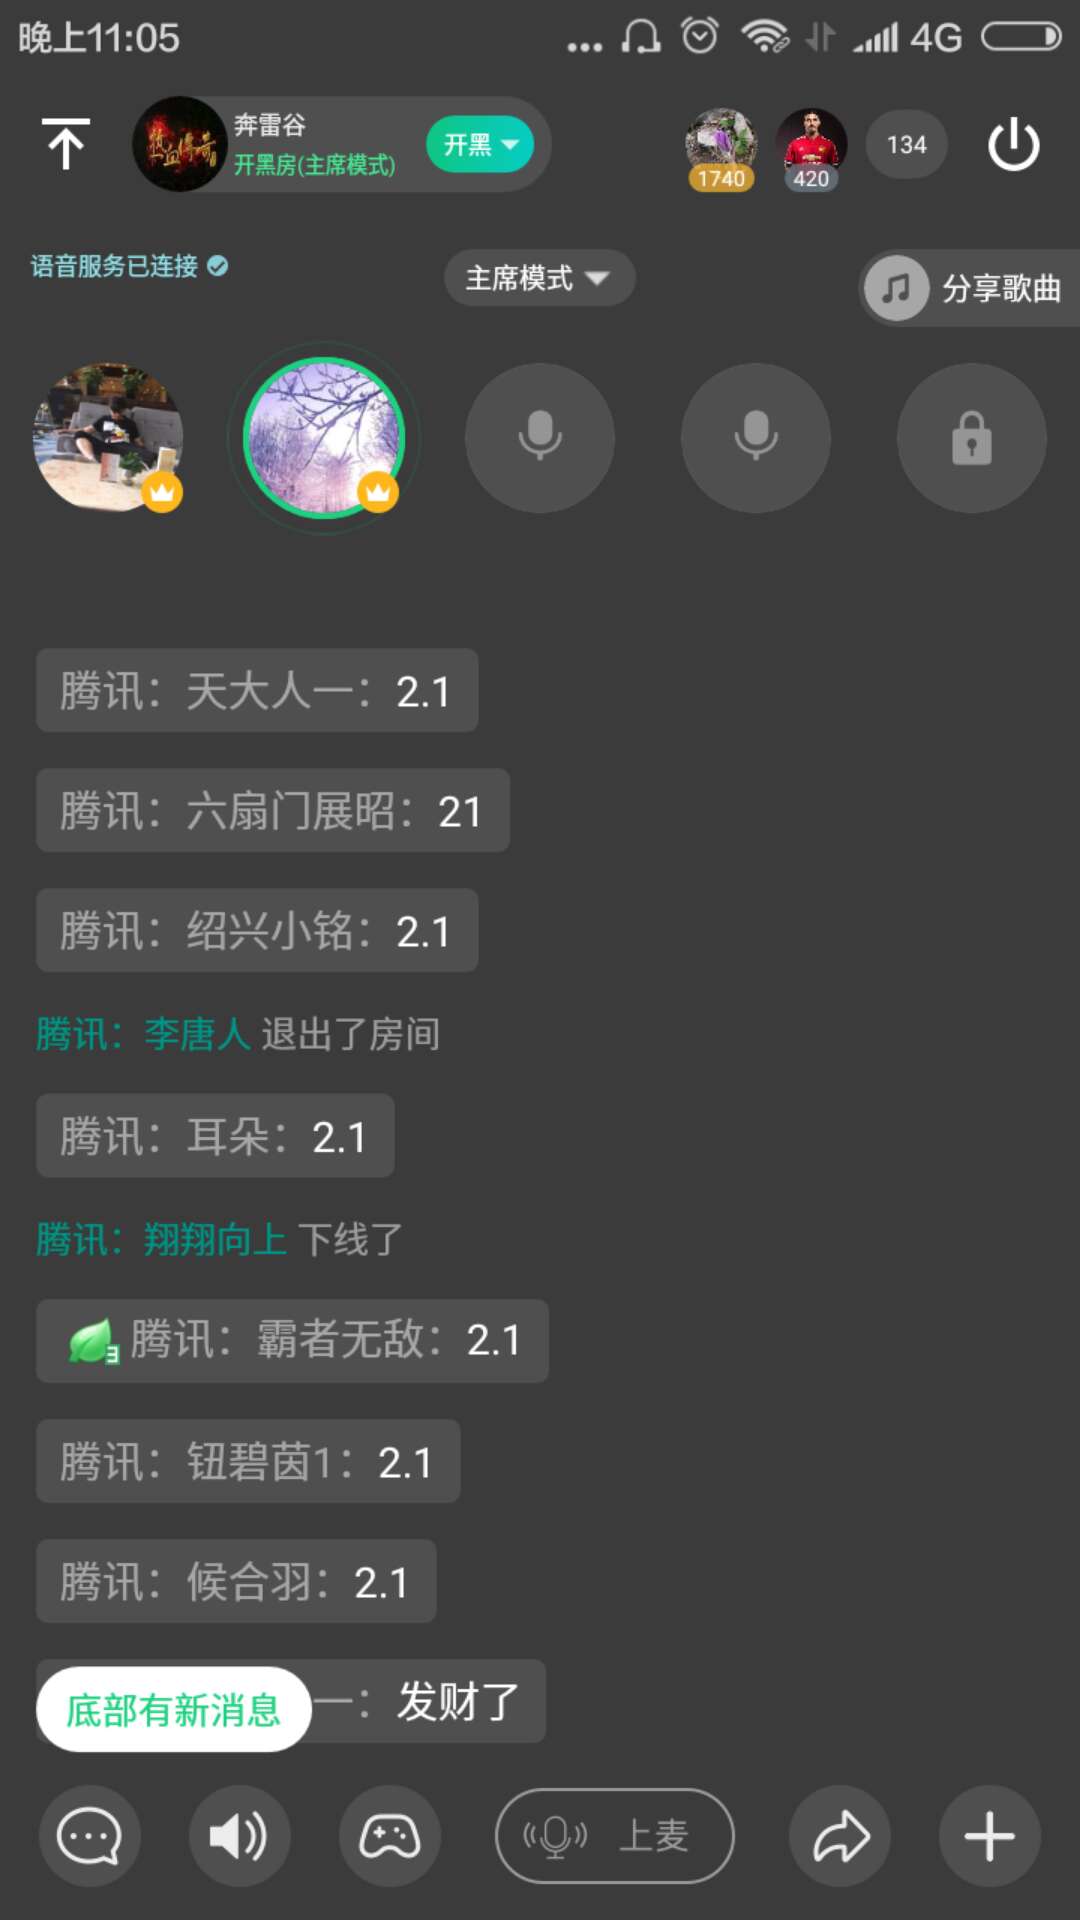 晚上11:05
4G
热血传奇
奔雷谷
开黑房(主席模式)
开黑
1740
420
134
语音服务已连接
主席模式
分享歌曲
腾讯：天大人一：2.1
腾讯：六扇门展昭：21
腾讯：绍兴小铭：2.1
腾讯：李唐人 退出了房间
腾讯：耳朵：2.1
腾讯：翔翔向上 下线了
3 腾讯：霸者无敌：2.1
腾讯：钮碧茵1：2.1
腾讯：候合羽：2.1
一：发财了
底部有新消息
上麦